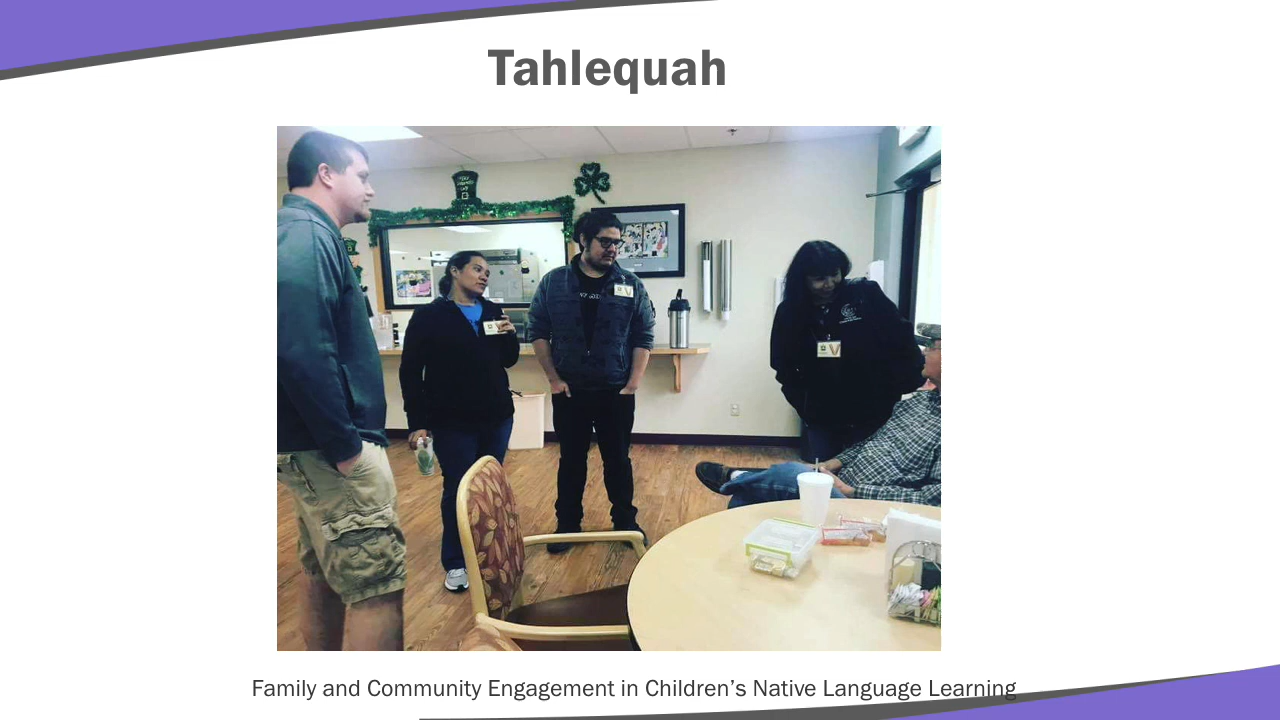 Tahlequah
Family and Community Engagement in Children’s Native Language Learning